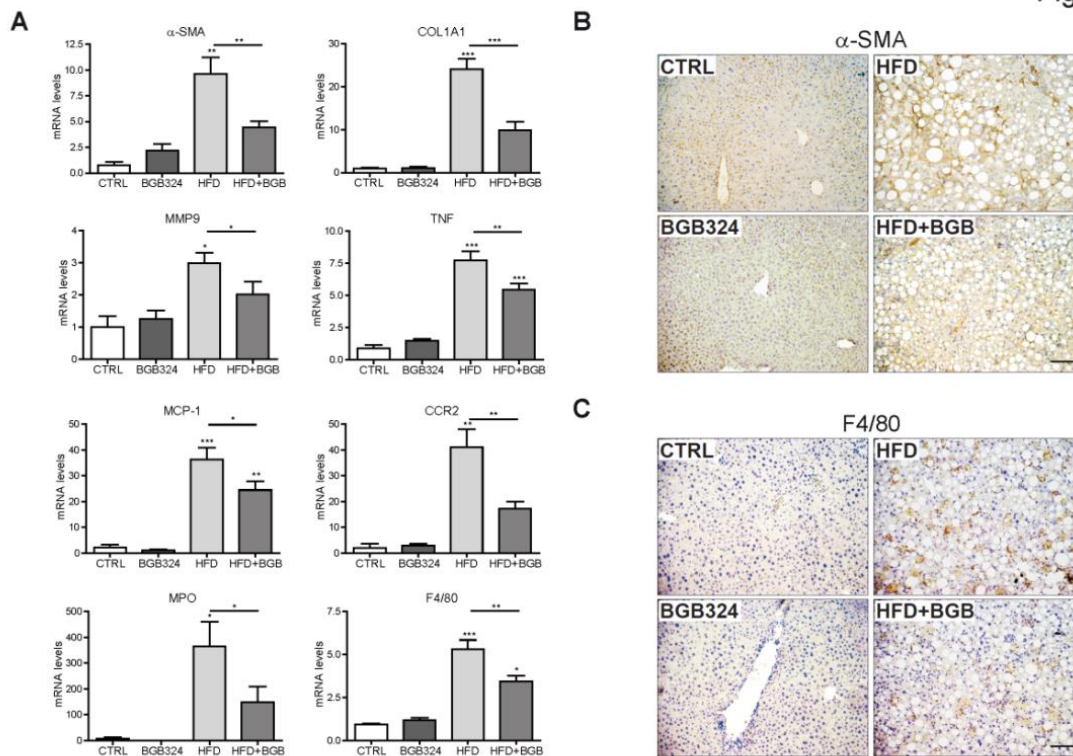 Fig
A
α-SMA
**
**
12.5
10.0
7.5
5.0
2.5
0.0
mRNA levels
CTRL BGB324 HFD HFD+BGB
COL1A1
***
***
30
20
10
0
mRNA levels
CTRL BGB324 HFD HFD+BGB
MMP9
*
*
4
3
2
1
0
mRNA levels
CTRL BGB324 HFD HFD+BGB
TNF
**
***
***
10.0
7.5
5.0
2.5
0.0
mRNA levels
CTRL BGB324 HFD HFD+BGB
MCP-1
*
***
**
50
40
30
20
10
0
mRNA levels
CTRL BGB324 HFD HFD+BGB
CCR2
**
**
50
40
30
20
10
0
mRNA levels
CTRL BGB324 HFD HFD+BGB
MPO
*
*
500
400
300
200
100
0
mRNA levels
CTRL BGB324 HFD HFD+BGB
F4/80
**
***
*
7.5
5.0
2.5
0.0
mRNA levels
CTRL BGB324 HFD HFD+BGB
B
α-SMA
CTRL HFD
BGB324 HFD+BGB
C
F4/80
CTRL HFD
BGB324 HFD+BGB